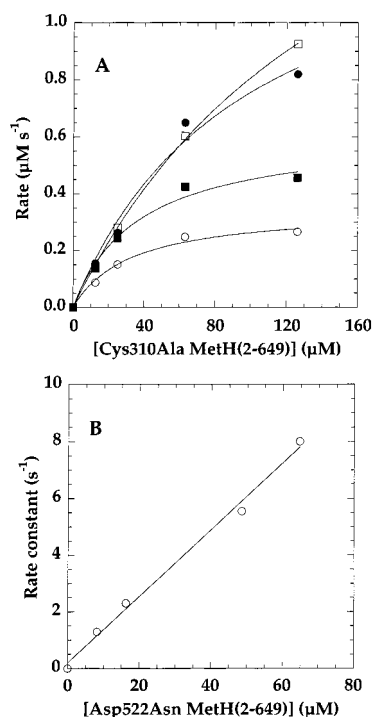 1.0
A
0.8
0.6
Rate (µM s⁻¹)
0.4
0.2
0.0
0 40 80 120 160
[Cys310Ala MetH(2-649)] (µM)
10
B
8
6
Rate constant (s⁻¹)
4
2
0
0 20 40 60 80
[Asp522Asn MetH(2-649)] (µM)